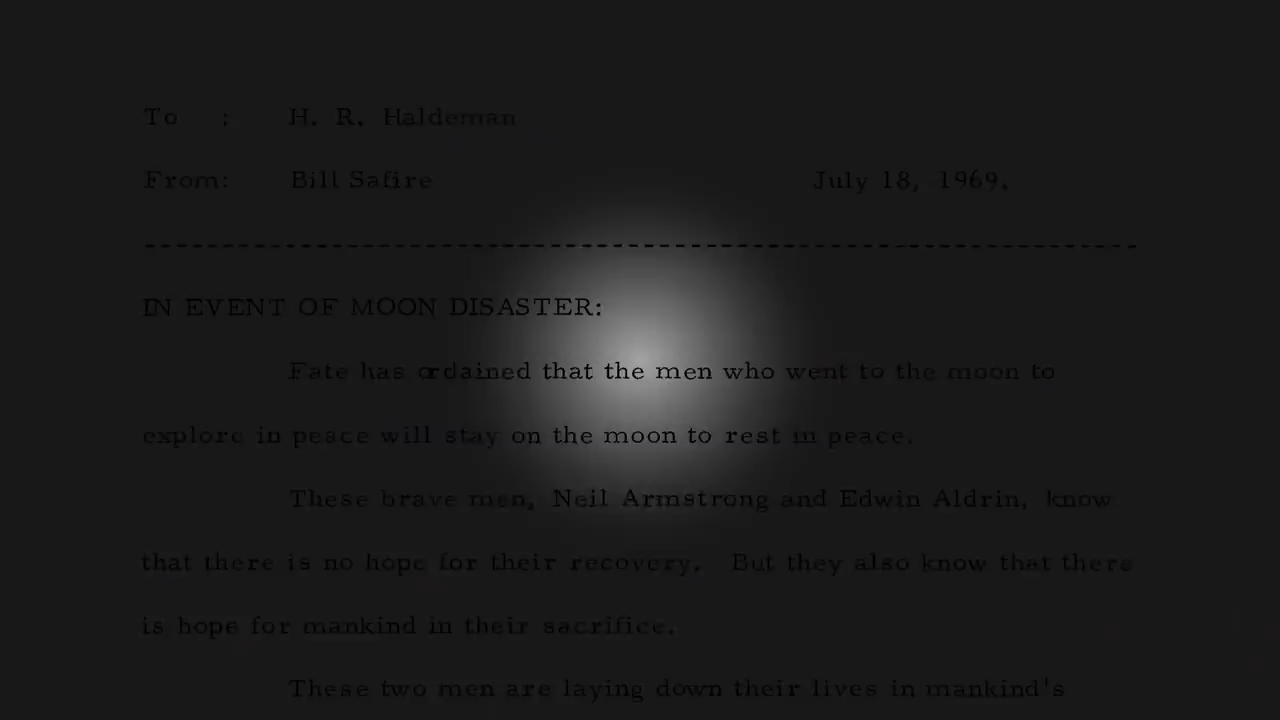 To : H. R. Haldeman
From: Bill Safire July 18, 1969.
--------------------------------------------------------------------------------
IN EVENT OF MOON DISASTER:
Fate has ordained that the men who went to the moon to
explore in peace will stay on the moon to rest in peace.
These brave men, Neil Armstrong and Edwin Aldrin, know
that there is no hope for their recovery. But they also know that there
is hope for mankind in their sacrifice.
These two men are laying down their lives in mankind's